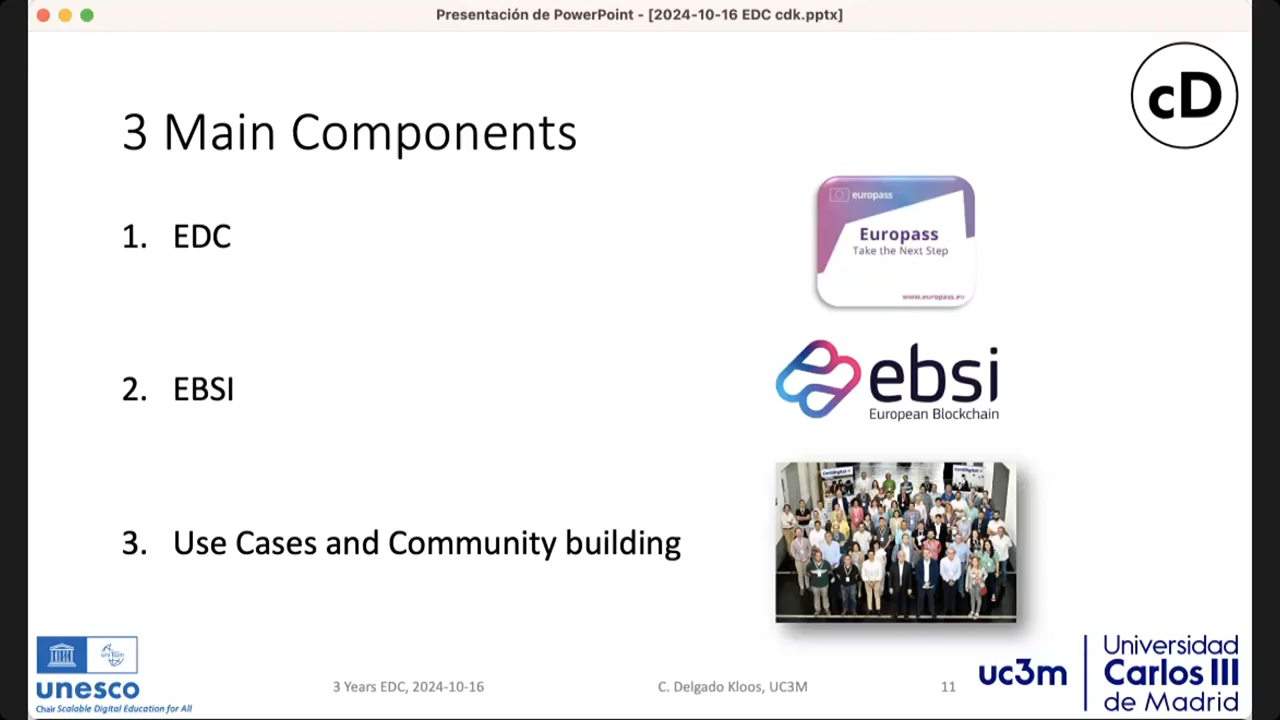 Presentación de PowerPoint - [2024-10-16 EDC cdk.pptx]
cD
3 Main Components
1. EDC
europass
Europass
Take the Next Step
www.europass.eu
2. EBSI
ebsi
European Blockchain
3. Use Cases and Community building
unesco
Chair Scalable Digital Education for All
3 Years EDC, 2024-10-16
C. Delgado Kloos, UC3M
11
uc3m
Universidad
Carlos III
de Madrid